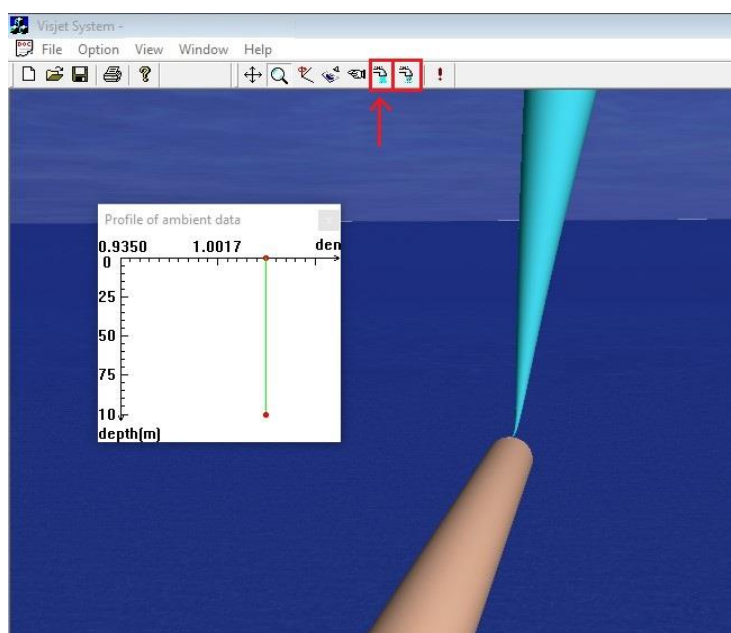 Visjet System -
DOC
File Option View Window Help
Profile of ambient data
0.9350 1.0017 den
0
25
50
75
10
depth(m)